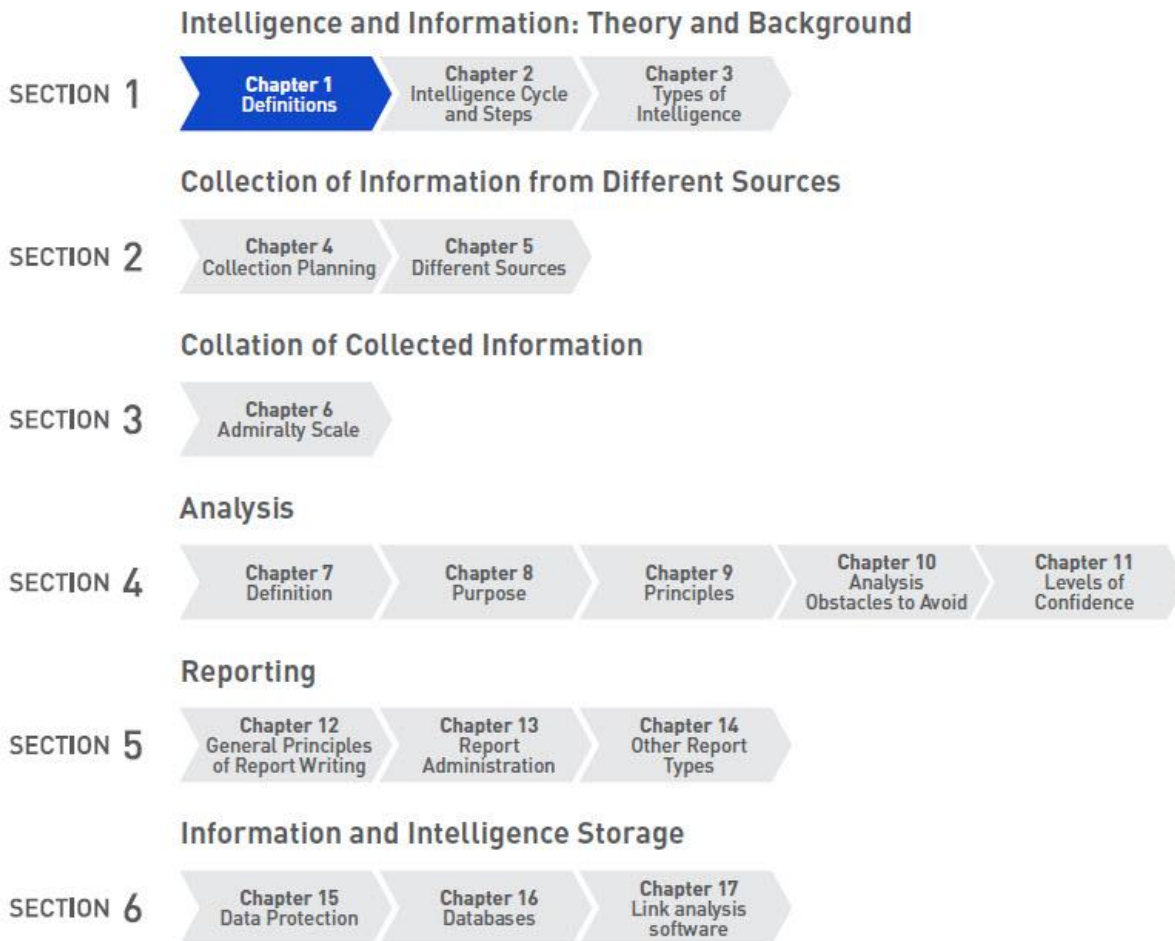 Intelligence and Information: Theory and Background
SECTION 1
Chapter 1
Definitions
Chapter 2
Intelligence Cycle
and Steps
Chapter 3
Types of
Intelligence
Collection of Information from Different Sources
SECTION 2
Chapter 4
Collection Planning
Chapter 5
Different Sources
Collation of Collected Information
SECTION 3
Chapter 6
Admiralty Scale
Analysis
SECTION 4
Chapter 7
Definition
Chapter 8
Purpose
Chapter 9
Principles
Chapter 10
Analysis
Obstacles to Avoid
Chapter 11
Levels of
Confidence
Reporting
SECTION 5
Chapter 12
General Principles
of Report Writing
Chapter 13
Report
Administration
Chapter 14
Other Report
Types
Information and Intelligence Storage
SECTION 6
Chapter 15
Data Protection
Chapter 16
Databases
Chapter 17
Link analysis
software